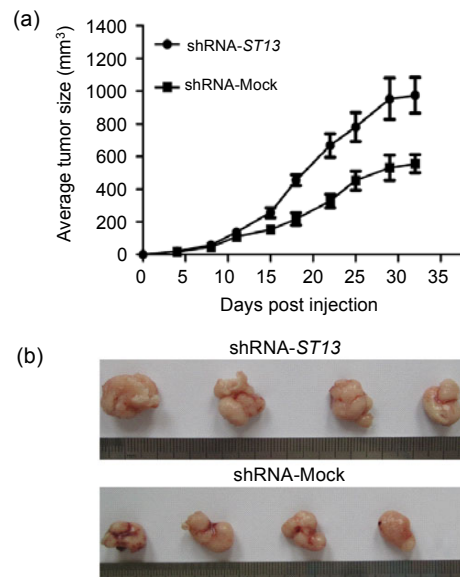 (a)
1400
1200
1000
800
600
400
200
0
Average tumor size (mm³)
shRNA-ST13
shRNA-Mock
0 5 10 15 20 25 30 35
Days post injection
(b)
shRNA-ST13
shRNA-Mock